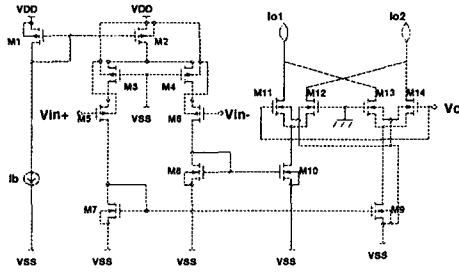 VDD VDD Io1 Io2
M1 M2
M3 M4 M11 M12 M13 M14
Vin+ M5 VSS M6 Vin- Vc
Ib M8 M10
M7 M9
VSS VSS VSS VSS VSS